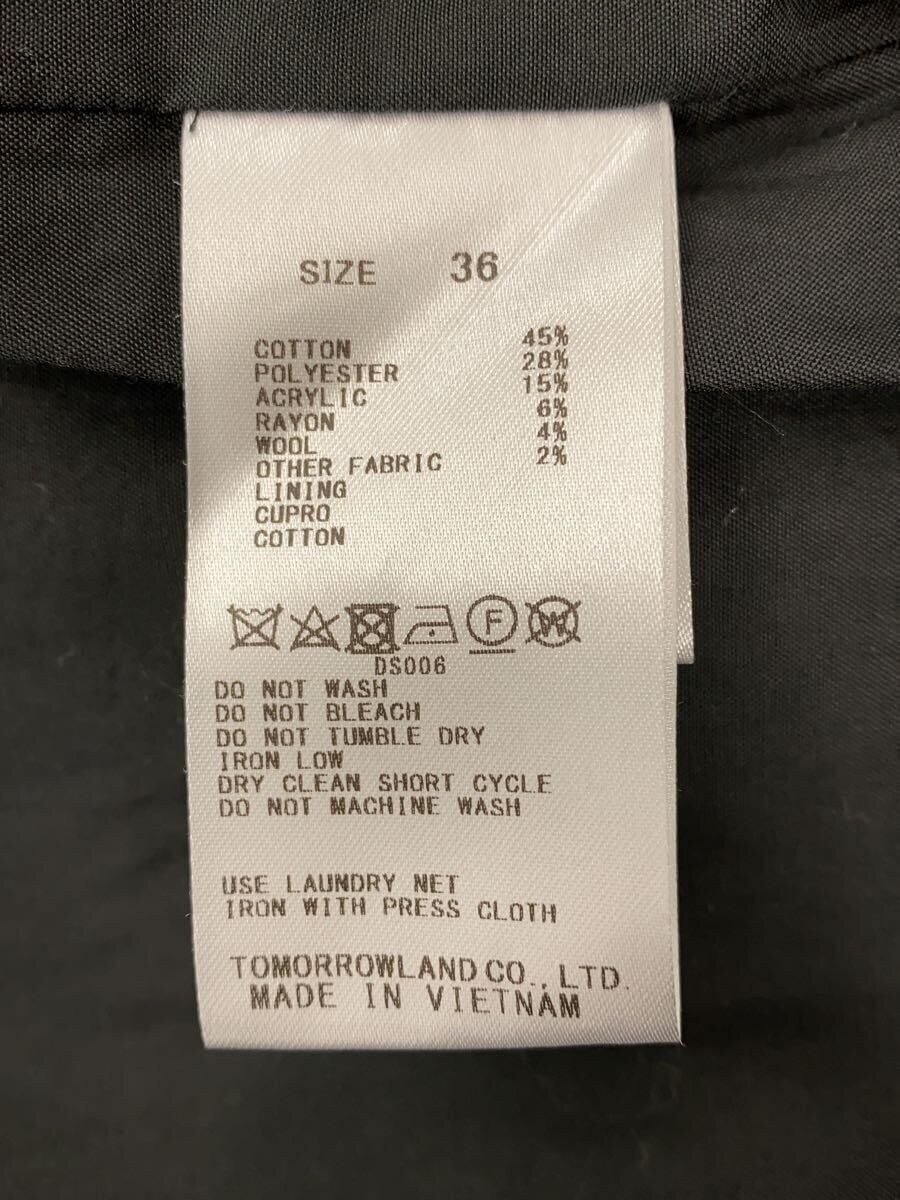 SIZE 36
COTTON 45%
POLYESTER 28%
ACRYLIC 15%
RAYON 6%
WOOL 4%
OTHER FABRIC 2%
LINING
CUPRO
COTTON
F W
DS006
DO NOT WASH
DO NOT BLEACH
DO NOT TUMBLE DRY
IRON LOW
DRY CLEAN SHORT CYCLE
DO NOT MACHINE WASH
USE LAUNDRY NET
IRON WITH PRESS CLOTH
TOMORROWLAND CO., LTD.
MADE IN VIETNAM